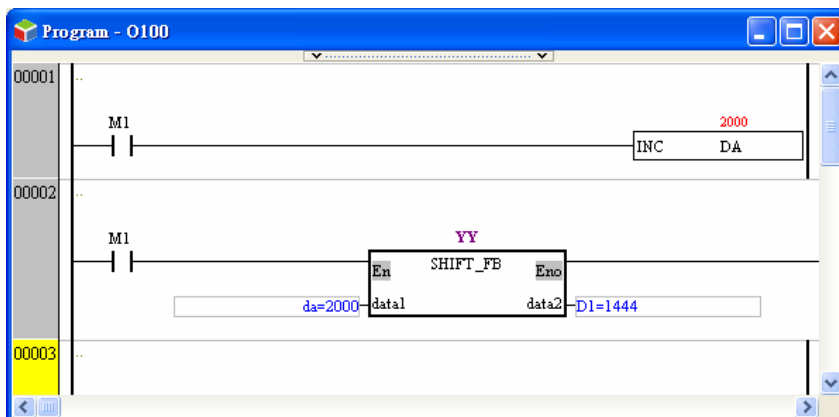 Program - O100
00001
..
M1
2000
INC DA
00002
..
M1
YY
En SHIFT_FB Eno
da=2000 data1 data2 D1=1444
00003
..